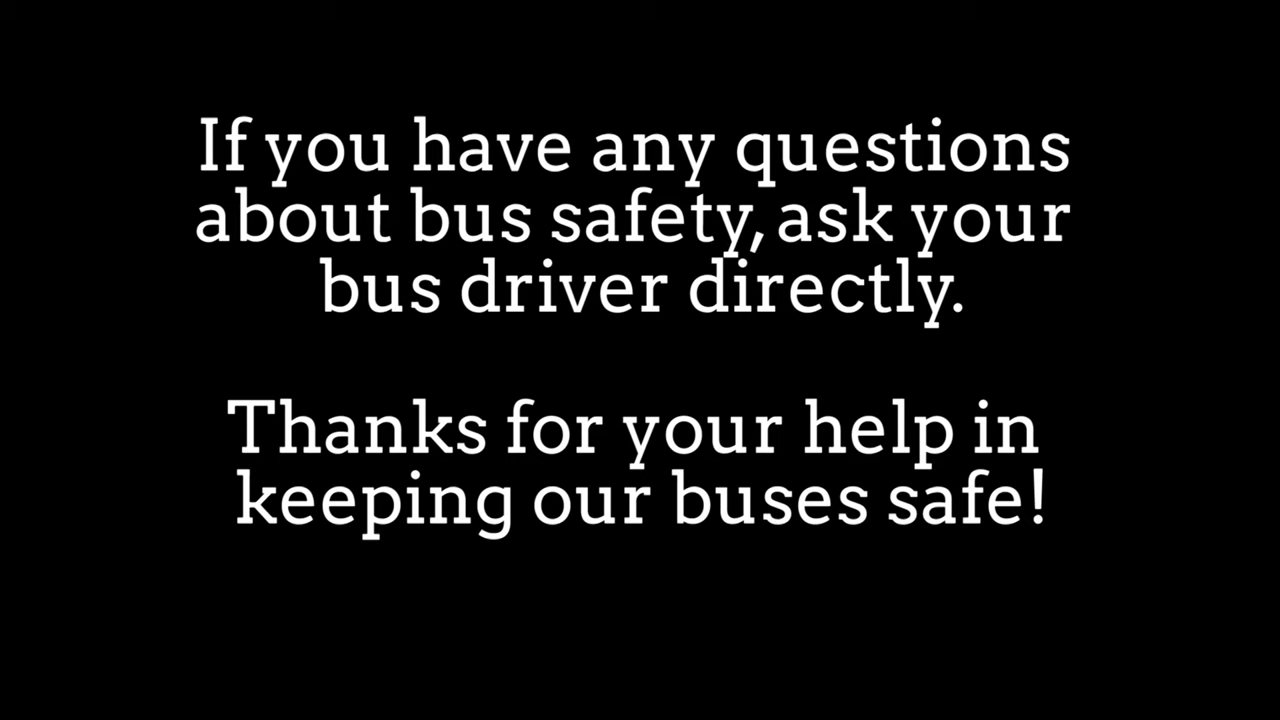 If you have any questions
about bus safety, ask your
bus driver directly.
Thanks for your help in
keeping our buses safe!